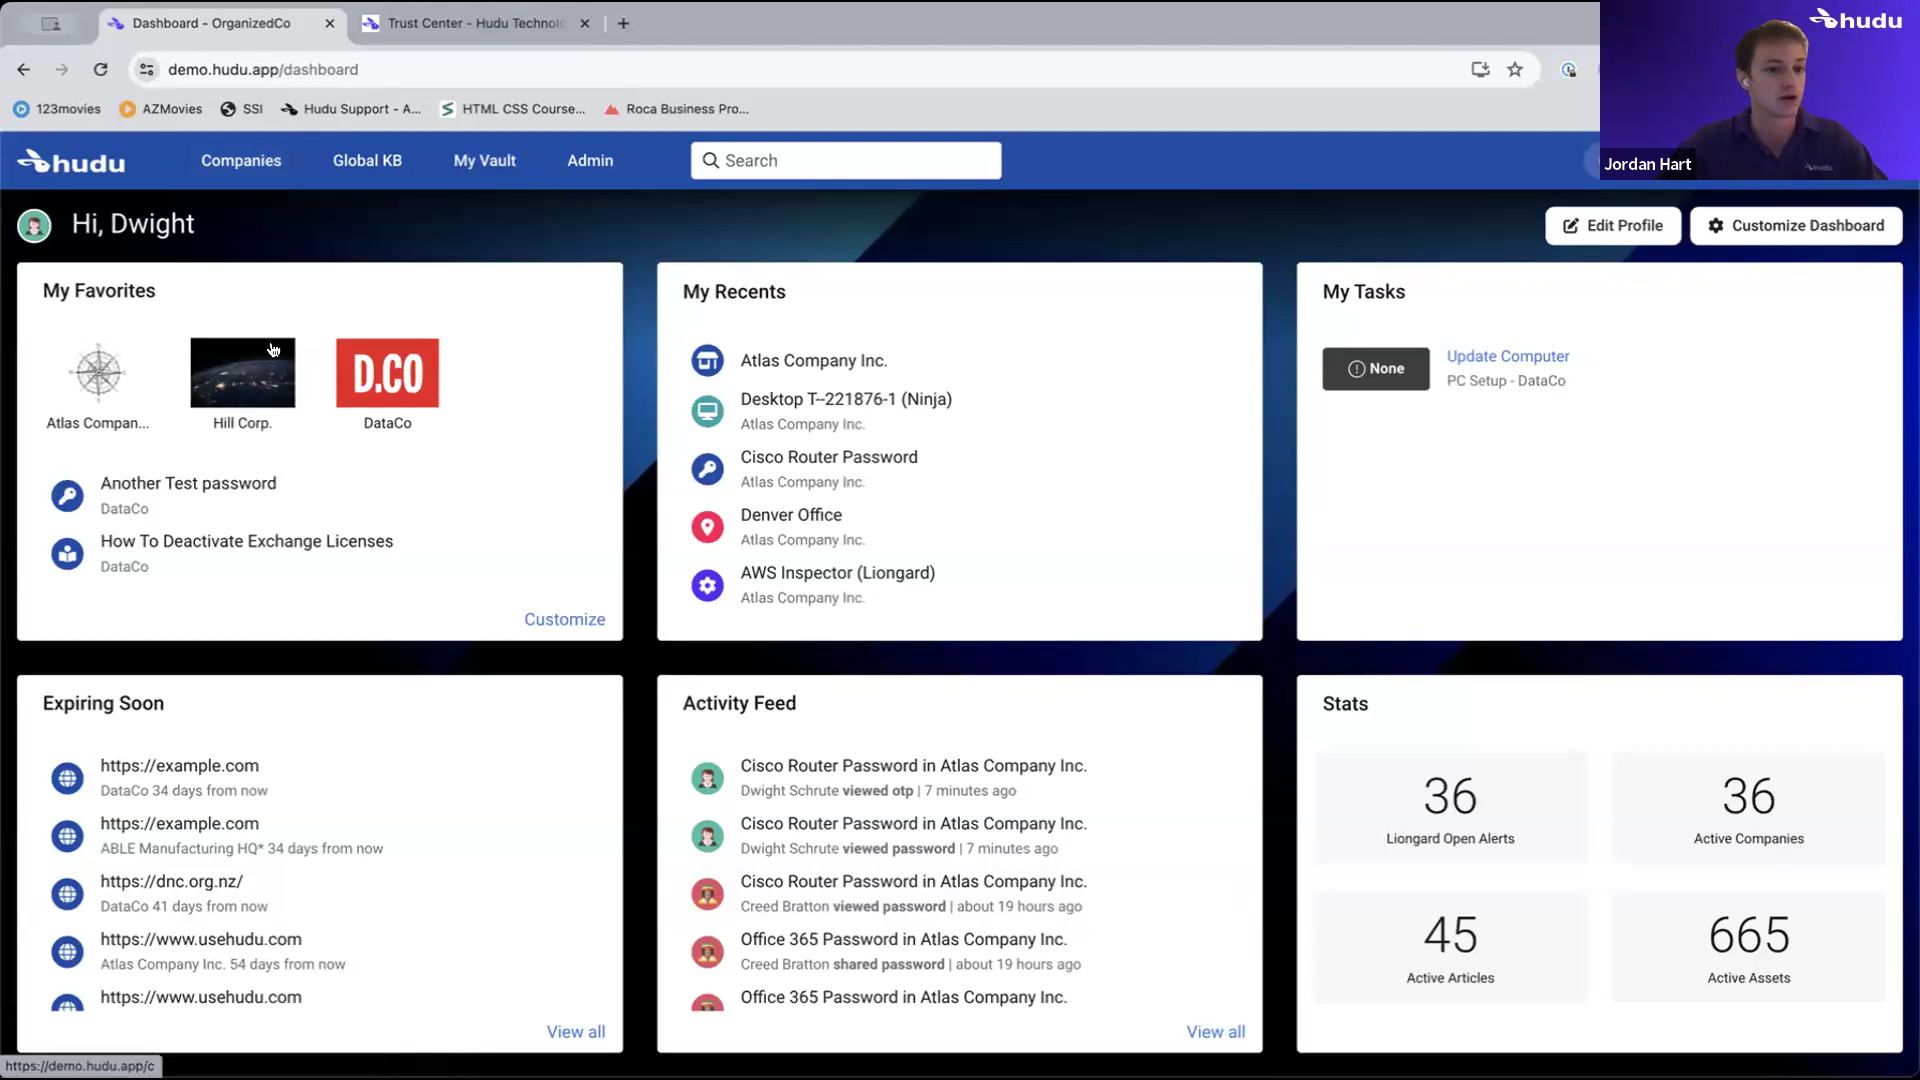 Dashboard - OrganizedCo
Trust Center - Hudu Technolo
hudu
demo.hudu.app/dashboard
123movies
AZMovies
SSI
Hudu Support - A...
HTML CSS Course...
Roca Business Pro...
hudu
Companies
Global KB
My Vault
Admin
Search
hudu
Jordan Hart
Hi, Dwight
Edit Profile
Customize Dashboard
My Favorites
Atlas Compan...
Hill Corp.
D.CO
DataCo
Another Test password
DataCo
How To Deactivate Exchange Licenses
DataCo
Customize
My Recents
Atlas Company Inc.
Desktop T--221876-1 (Ninja)
Atlas Company Inc.
Cisco Router Password
Atlas Company Inc.
Denver Office
Atlas Company Inc.
AWS Inspector (Liongard)
Atlas Company Inc.
My Tasks
None
Update Computer
PC Setup - DataCo
Expiring Soon
https://example.com
DataCo 34 days from now
https://example.com
ABLE Manufacturing HQ* 34 days from now
https://dnc.org.nz/
DataCo 41 days from now
https://www.usehudu.com
Atlas Company Inc. 54 days from now
https://www.usehudu.com
View all
Activity Feed
Cisco Router Password in Atlas Company Inc.
Dwight Schrute viewed otp | 7 minutes ago
Cisco Router Password in Atlas Company Inc.
Dwight Schrute viewed password | 7 minutes ago
Cisco Router Password in Atlas Company Inc.
Creed Bratton viewed password | about 19 hours ago
Office 365 Password in Atlas Company Inc.
Creed Bratton shared password | about 19 hours ago
Office 365 Password in Atlas Company Inc.
View all
Stats
36
Liongard Open Alerts
36
Active Companies
45
Active Articles
665
Active Assets
https://demo.hudu.app/c